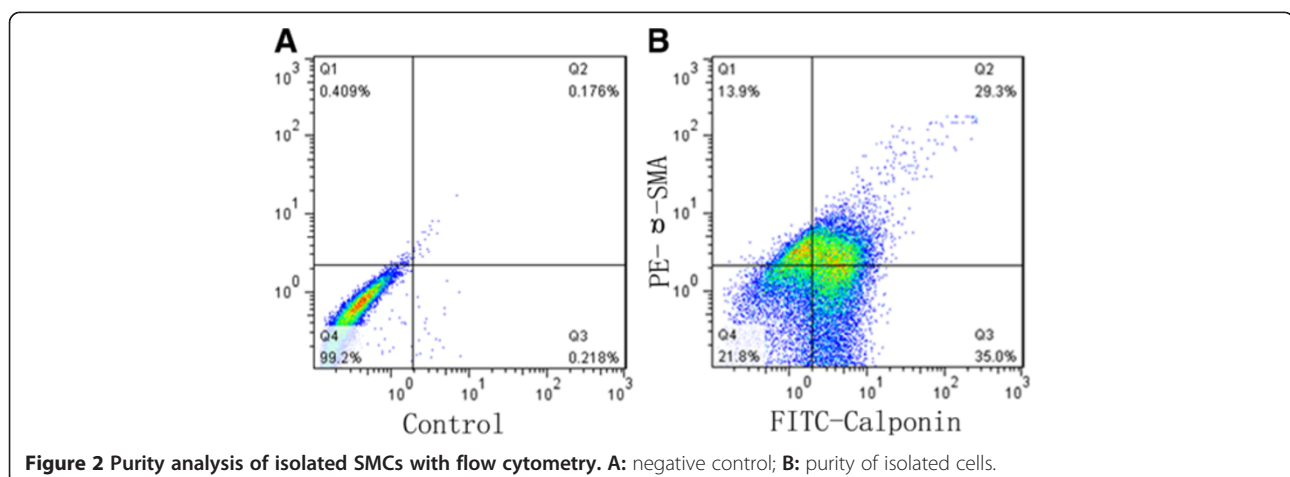 A
10³
Q1
0.409%
Q2
0.176%
10²
10¹
10⁰
Q4
99.2%
Q3
0.218%
10⁰ 10¹ 10² 10³
Control
B
10³
Q1
13.9%
Q2
29.3%
10²
10¹
10⁰
PE- α-SMA
Q4
21.8%
Q3
35.0%
10⁰ 10¹ 10² 10³
FITC-Calponin
Figure 2 Purity analysis of isolated SMCs with flow cytometry. A: negative control; B: purity of isolated cells.